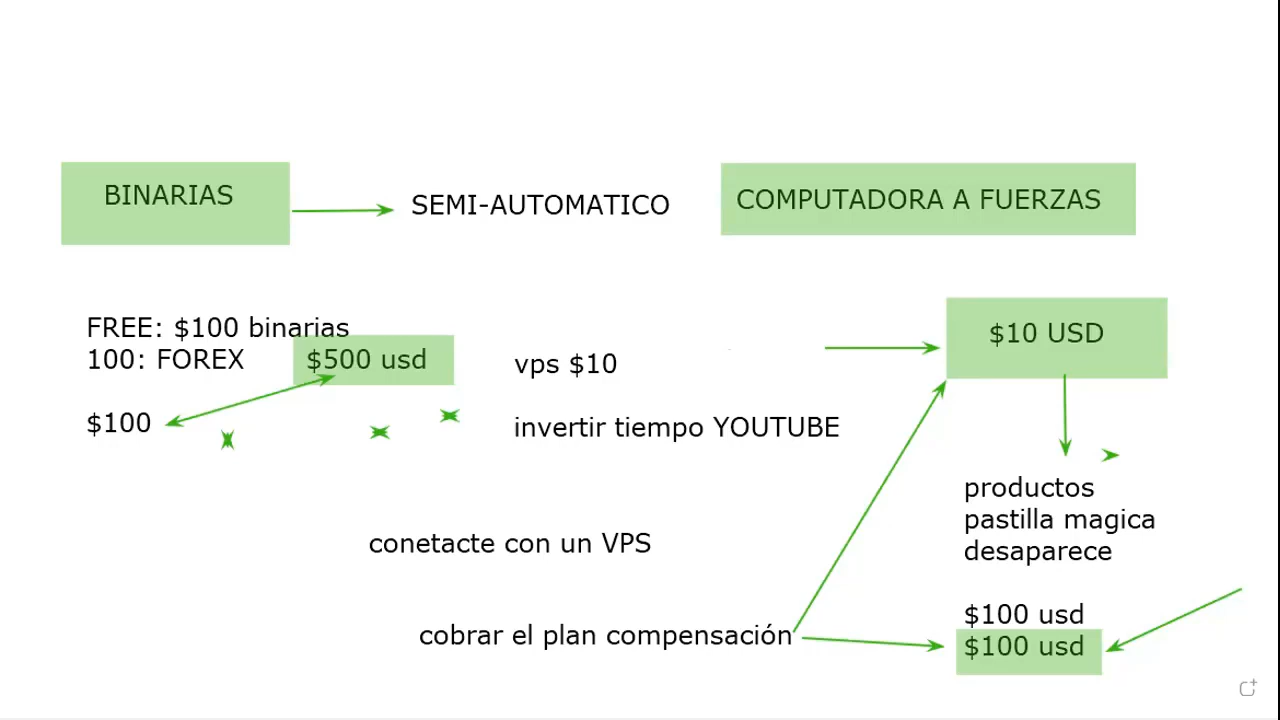 BINARIAS
SEMI-AUTOMATICO
COMPUTADORA A FUERZAS
FREE: $100 binarias
100: FOREX
$500 usd
$100
vps $10
invertir tiempo YOUTUBE
$10 USD
productos
pastilla magica
desaparece
$100 usd
$100 usd
conetacte con un VPS
cobrar el plan compensación